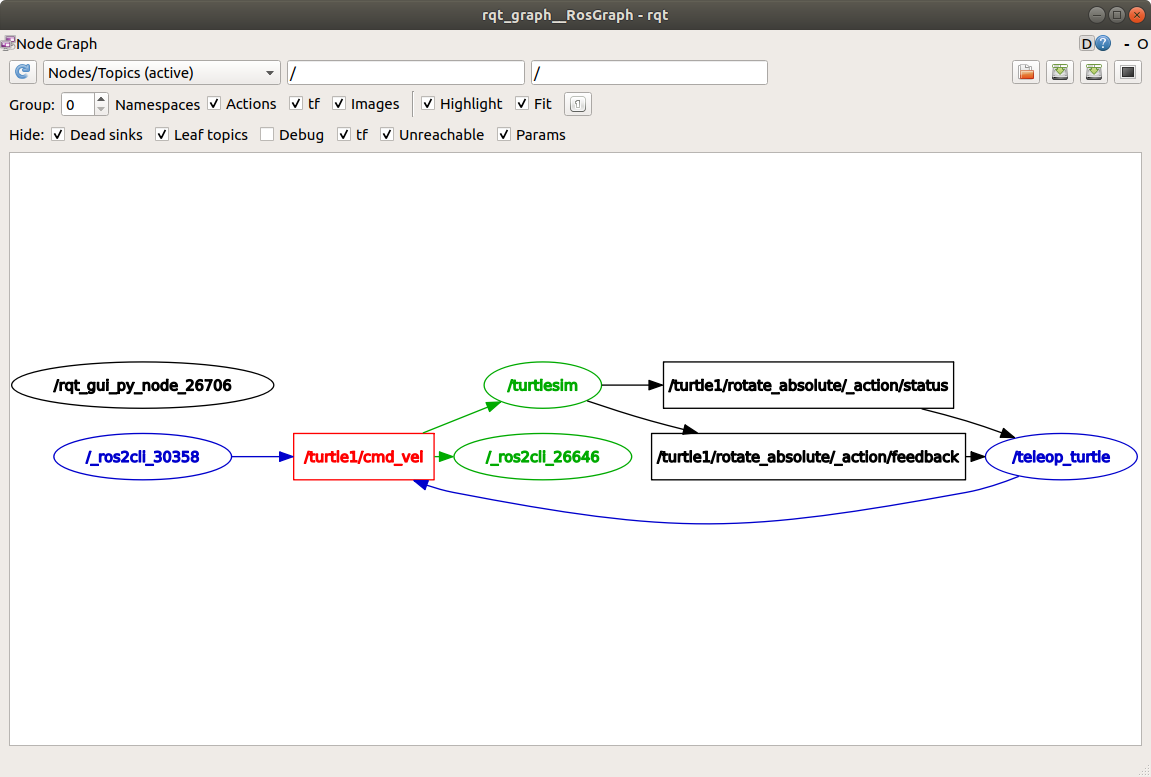 rqt_graph__RosGraph - rqt
Node Graph D ? - O
Nodes/Topics (active) / /
Group: 0 Namespaces Actions tf Images Highlight Fit
Hide: Dead sinks Leaf topics Debug tf Unreachable Params
/rqt_gui_py_node_26706 /turtlesim /turtle1/rotate_absolute/_action/status
/_ros2cli_30358 /turtle1/cmd_vel /_ros2cli_26646 /turtle1/rotate_absolute/_action/feedback /teleop_turtle